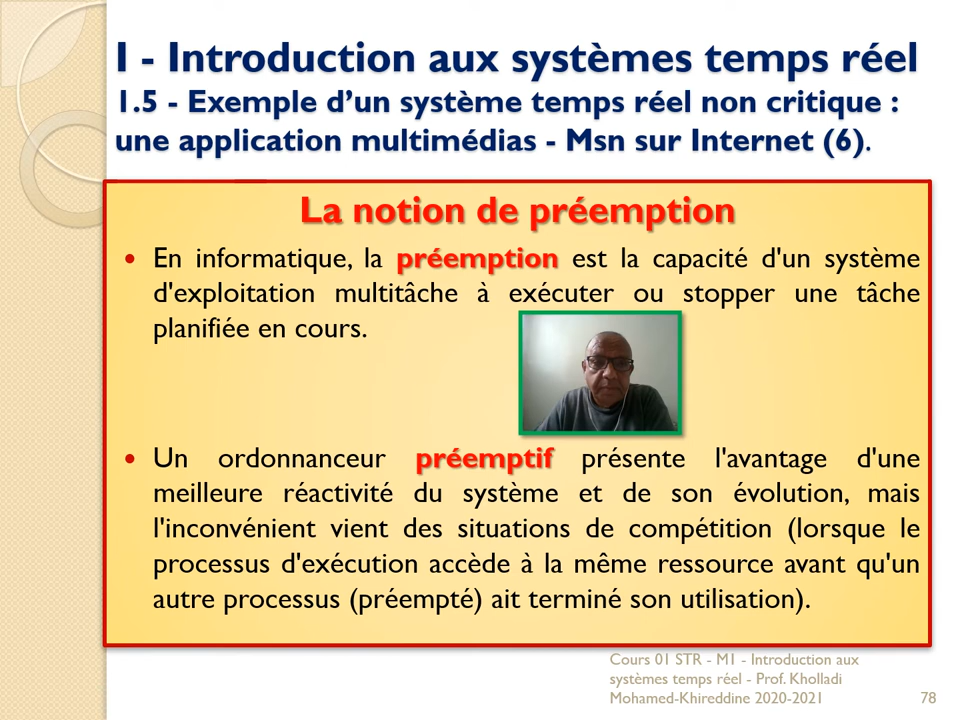 I - Introduction aux systèmes temps réel
1.5 - Exemple d’un système temps réel non critique :
une application multimédias - Msn sur Internet (6).
La notion de préemption
• En informatique, la préemption est la capacité d'un système
d'exploitation multitâche à exécuter ou stopper une tâche
planifiée en cours.
• Un ordonnanceur préemptif présente l'avantage d'une
meilleure réactivité du système et de son évolution, mais
l'inconvénient vient des situations de compétition (lorsque le
processus d'exécution accède à la même ressource avant qu'un
autre processus (préempté) ait terminé son utilisation).
Cours 01 STR - M1 - Introduction aux
systèmes temps réel - Prof. Kholladi
Mohamed-Khireddine 2020-2021
78